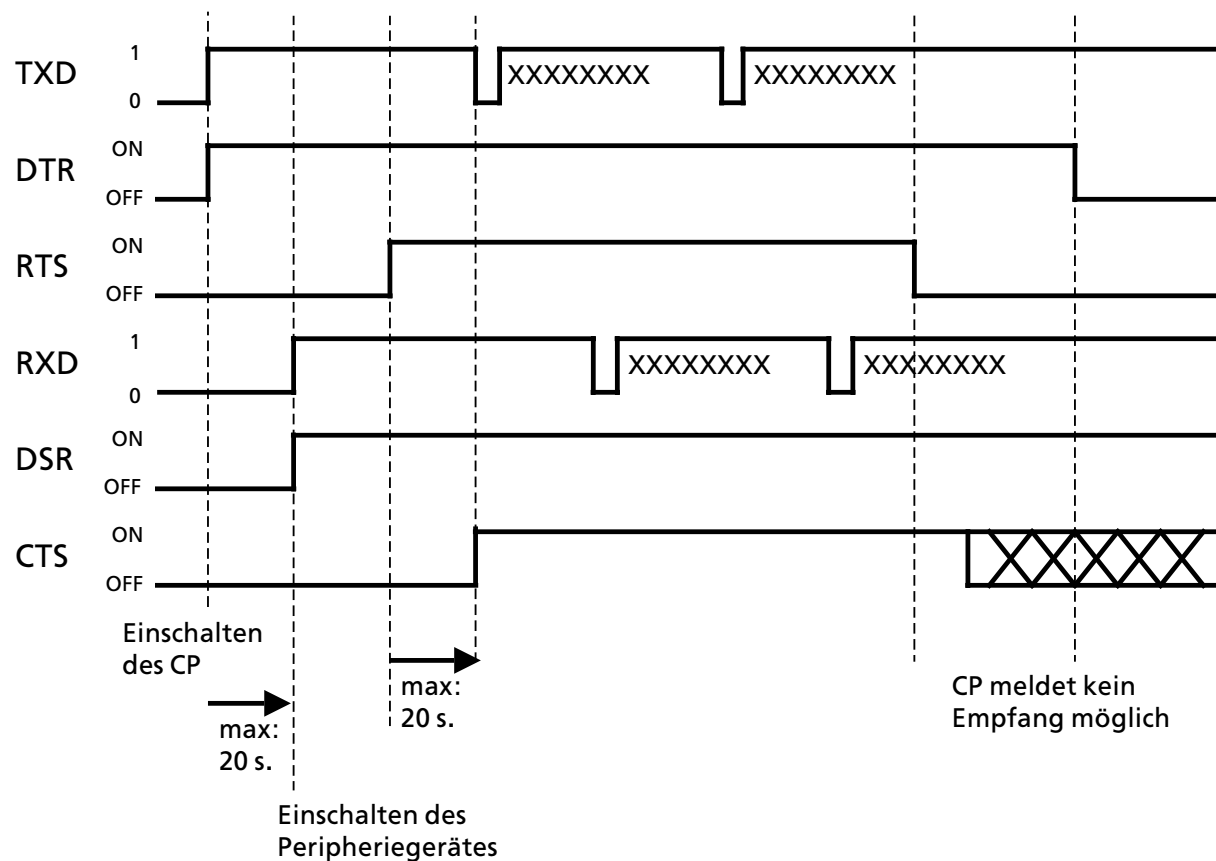 TXD
1
0
XXXXXXXX
XXXXXXXX
DTR
ON
OFF
RTS
ON
OFF
RXD
1
0
XXXXXXXX
XXXXXXXX
DSR
ON
OFF
CTS
ON
OFF
Einschalten
des CP
max:
20 s.
max:
20 s.
CP meldet kein
Empfang möglich
Einschalten des
Peripheriegerätes